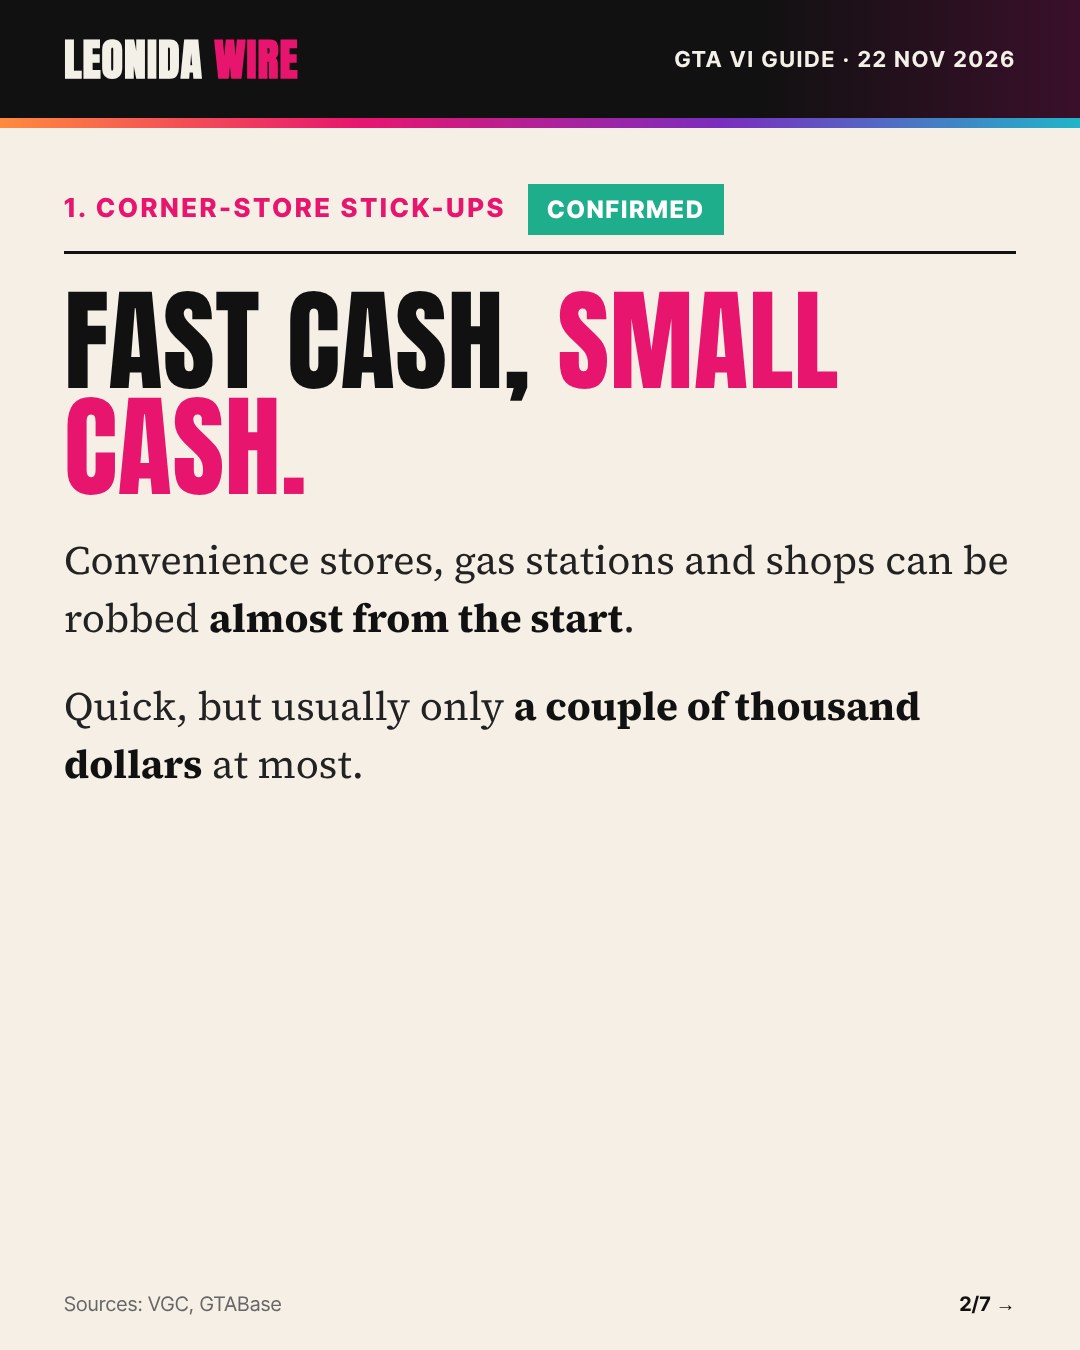 LEONIDA WIRE
GTA VI GUIDE · 22 NOV 2026
1. CORNER-STORE STICK-UPS
CONFIRMED
FAST CASH, SMALL
CASH.
Convenience stores, gas stations and shops can be
robbed almost from the start.
Quick, but usually only a couple of thousand
dollars at most.
Sources: VGC, GTABase
2/7 →